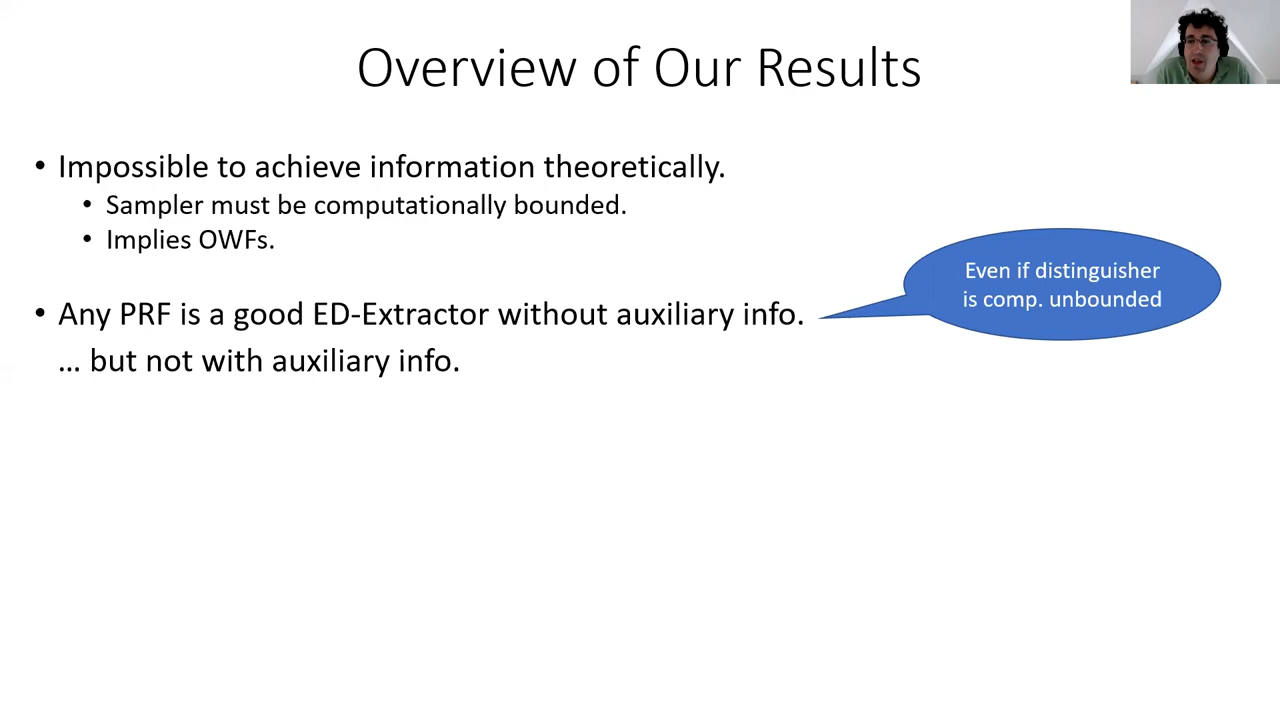 Overview of Our Results
• Impossible to achieve information theoretically.
• Sampler must be computationally bounded.
• Implies OWFs.
Even if distinguisher
is comp. unbounded
• Any PRF is a good ED-Extractor without auxiliary info.
… but not with auxiliary info.